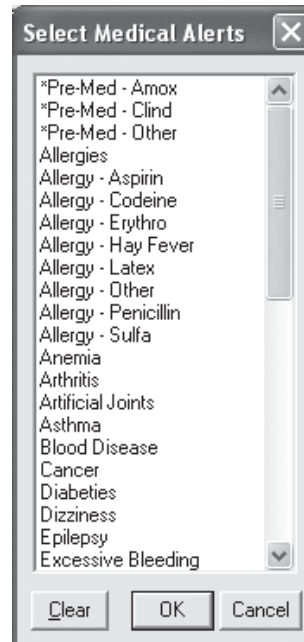 Select Medical Alerts
*Pre-Med - Amox
*Pre-Med - Clind
*Pre-Med - Other
Allergies
Allergy - Aspirin
Allergy - Codeine
Allergy - Erythro
Allergy - Hay Fever
Allergy - Latex
Allergy - Other
Allergy - Penicillin
Allergy - Sulfa
Anemia
Arthritis
Artificial Joints
Asthma
Blood Disease
Cancer
Diabeties
Dizziness
Epilepsy
Excessive Bleeding
Clear OK Cancel